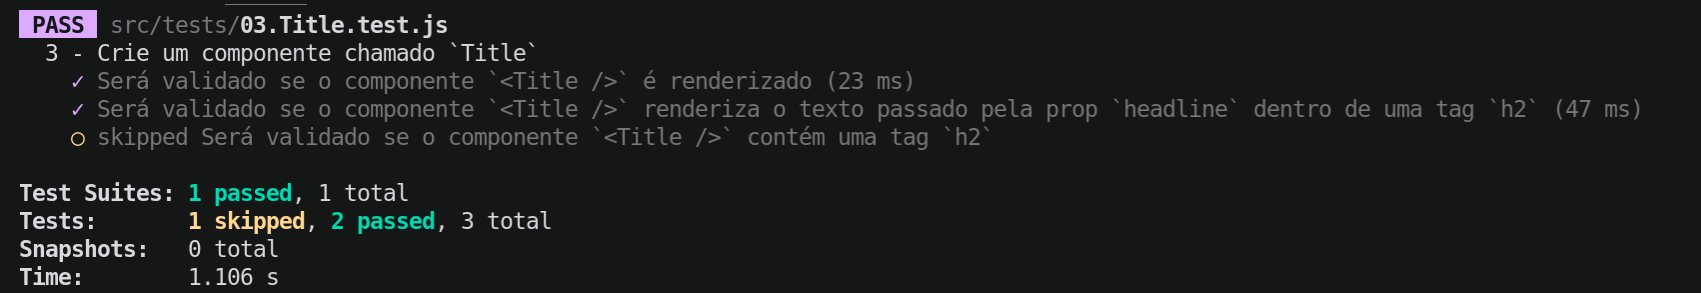 PASS src/tests/03.Title.test.js
3 - Crie um componente chamado `Title`
✓ Será validado se o componente `<Title />` é renderizado (23 ms)
✓ Será validado se o componente `<Title />` renderiza o texto passado pela prop `headline` dentro de uma tag `h2` (47 ms)
○ skipped Será validado se o componente `<Title />` contém uma tag `h2`
Test Suites: 1 passed, 1 total
Tests: 1 skipped, 2 passed, 3 total
Snapshots: 0 total
Time: 1.106 s